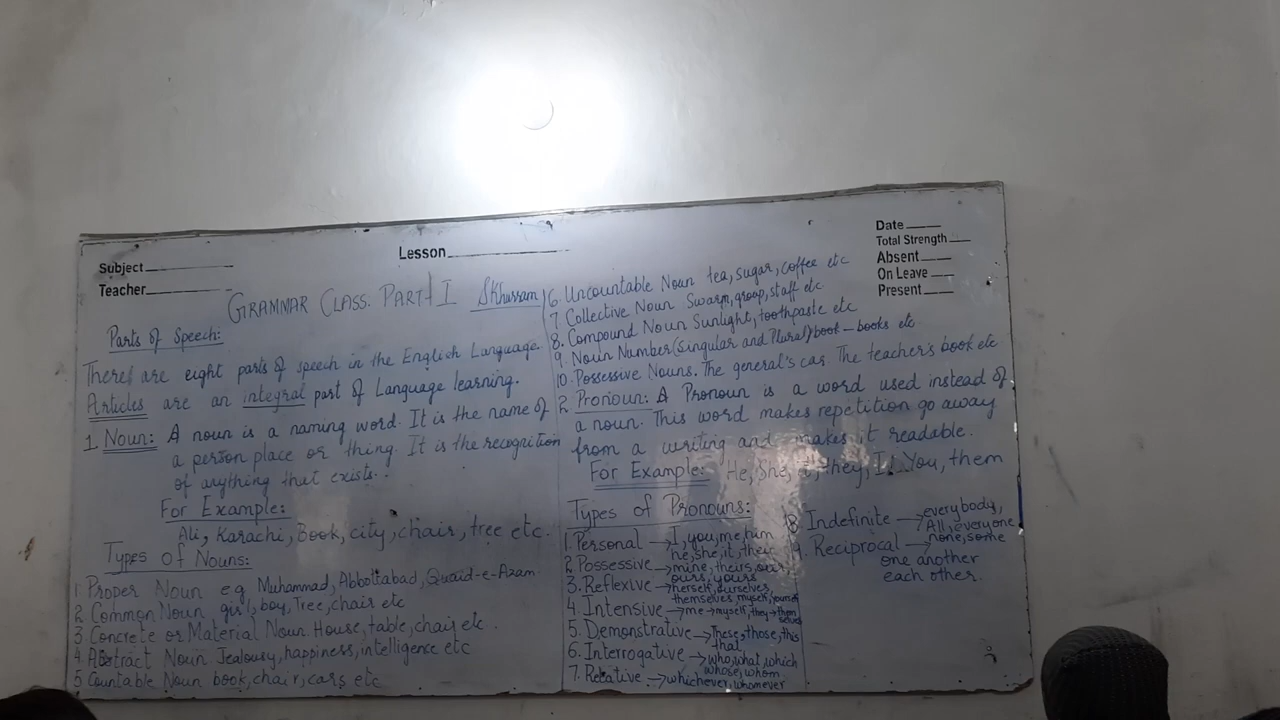 Subject
Teacher
Lesson
Date
Total Strength
Absent
On Leave
Present
GRAMMAR CLASS: PART I
Parts of Speech:
There are eight parts of speech in the English Language.
Articles are an integral part of Language learning.
1. Noun: A noun is a naming word. It is the name of
a person place or thing. It is the recognition
of anything that exists.
For Example:
Ali, Karachi, Book, city, chair, tree etc.
Types Of Nouns:
1 Proper Noun e.g Muhammad, Abbottabad, Quaid-e-Azam
2 Common Noun girl, boy, Tree, chair etc
3. Concrete or Material Noun House, table, chair etc.
4 Abstract Noun Jealousy, happiness, intelligence etc
5 Countable Noun book, chair, cars etc
6. Uncountable Noun tea, sugar, coffee etc
7 Collective Noun Swarm, group, staff etc
8. Compound Noun Sunlight, toothpaste etc
9. Noun Number (Singular and Plural) book - books etc
10. Possessive Nouns. The general's car The teacher's book etc
2 Pronoun: A Pronoun is a word used instead of
a noun. This word makes repetition go away
from a writing and makes it readable.
For Example: He, She, it, they, I, You, them
Types of Pronouns:
1. Personal → I, you, me, him
he, she, it, their
2. Possessive → mine, theirs, our,
ours, yours
3. Reflexive → herself, ourselves,
themselves myself, yourself
4. Intensive → me → myself, they → them
selves
5. Demonstrative → These, those, this
that
6. Interrogative → who, what, which
whose, whom
7. Relative → whichever, whomever
8. Indefinite → everybody,
All, everyone
none, some
9. Reciprocal →
one another
each other.